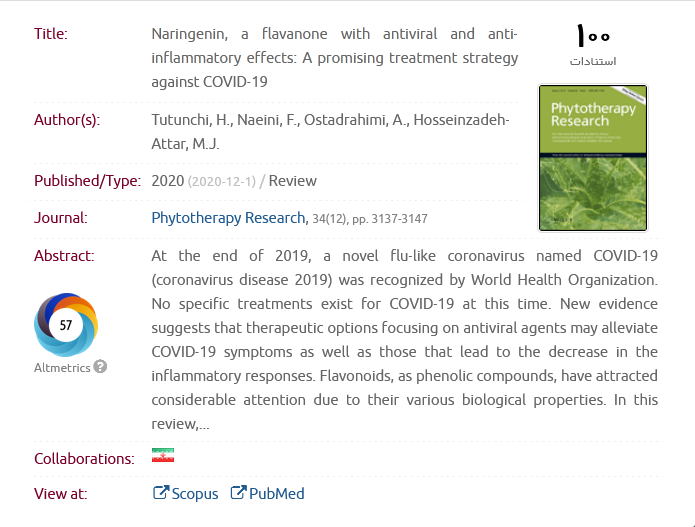 Title: Naringenin, a flavanone with antiviral and anti-
inflammatory effects: A promising treatment strategy
against COVID-19
۱۰۰
استنادات
Phytotherapy
Research
Author(s): Tutunchi, H., Naeini, F., Ostadrahimi, A., Hosseinzadeh-
Attar, M.J.
Published/Type: 2020 (2020-12-1) / Review
Journal: Phytotherapy Research, 34(12), pp. 3137-3147
Abstract: At the end of 2019, a novel flu-like coronavirus named COVID-19
(coronavirus disease 2019) was recognized by World Health Organization.
No specific treatments exist for COVID-19 at this time. New evidence
suggests that therapeutic options focusing on antiviral agents may alleviate
COVID-19 symptoms as well as those that lead to the decrease in the
inflammatory responses. Flavonoids, as phenolic compounds, have attracted
considerable attention due to their various biological properties. In this
review,...
57
Altmetrics ?
Collaborations:
View at: Scopus PubMed